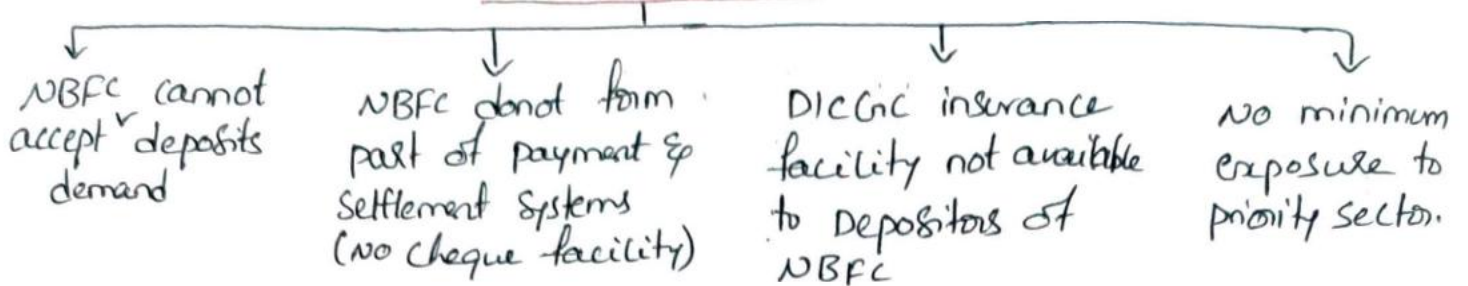 NBFC cannot
accept ˅ deposits
demand
NBFC donot form
part of payment &
Settlement Systems
(No cheque facility)
DICGC insurance
facility not available
to Depositors of
NBFC
No minimum
exposure to
priority sector.